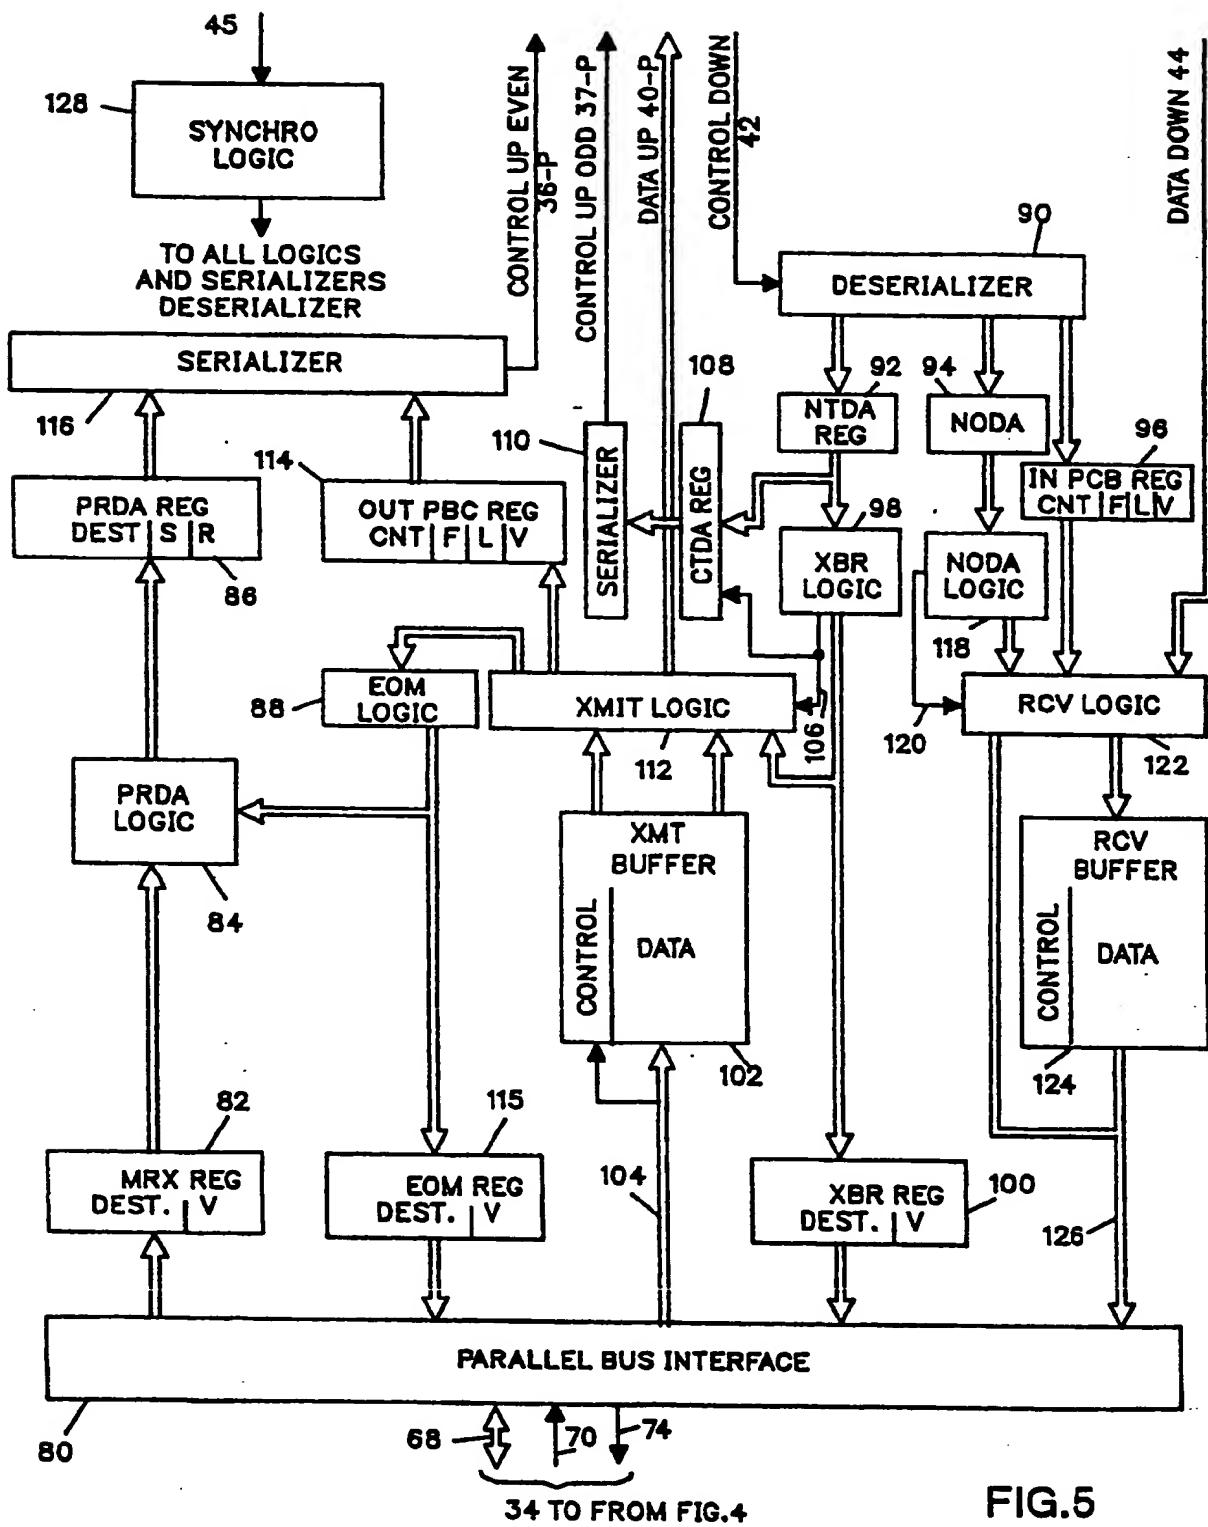 45
128
SYNCHRO
LOGIC
TO ALL LOGICS
AND SERIALIZERS
DESERIALIZER
CONTROL UP EVEN
36-P
CONTROL UP ODD 37-P
DATA UP 40-P
CONTROL DOWN
42
DATA DOWN 44
90
DESERIALIZER
SERIALIZER
116
108
92
94
NTDA
REG
NODA
96
110
114
IN PCB REG
CNT F L V
PRDA REG
DEST S R
86
OUT PBC REG
CNT F L V
SERIALIZER
CTDA REG
98
XBR
LOGIC
NODA
LOGIC
118
88
EOM
LOGIC
XMIT LOGIC
112
106
120
RCV LOGIC
122
PRDA
LOGIC
84
XMT
BUFFER
CONTROL
DATA
102
RCV
BUFFER
CONTROL
DATA
124
82
115
MRX REG
DEST. V
EOM REG
DEST. V
104
XBR REG
DEST. V
100
126
PARALLEL BUS INTERFACE
80
68
70
74
34 TO FROM FIG.4
FIG.5